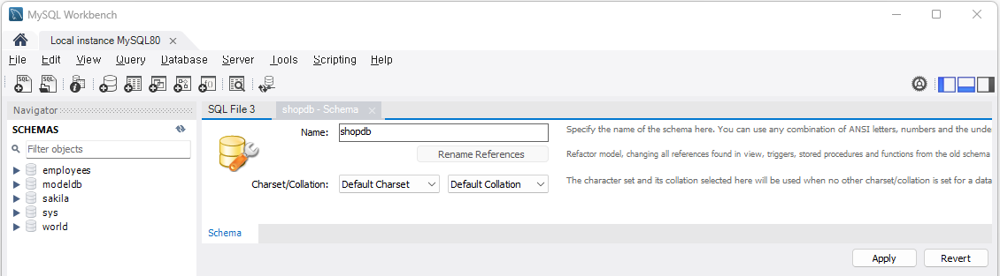 MySQL Workbench
Local instance MySQL80
File Edit View Query Database Server Tools Scripting Help
SQL SQL
Navigator
SCHEMAS
Filter objects
employees
modeldb
sakila
sys
world
SQL File 3
shopdb - Schema
Name: shopdb
Specify the name of the schema here. You can use any combination of ANSI letters, numbers and the unde
Rename References
Refactor model, changing all references found in view, triggers, stored procedures and functions from the old schema
Charset/Collation: Default Charset Default Collation
The character set and its collation selected here will be used when no other charset/collation is set for a data
Schema
Apply Revert